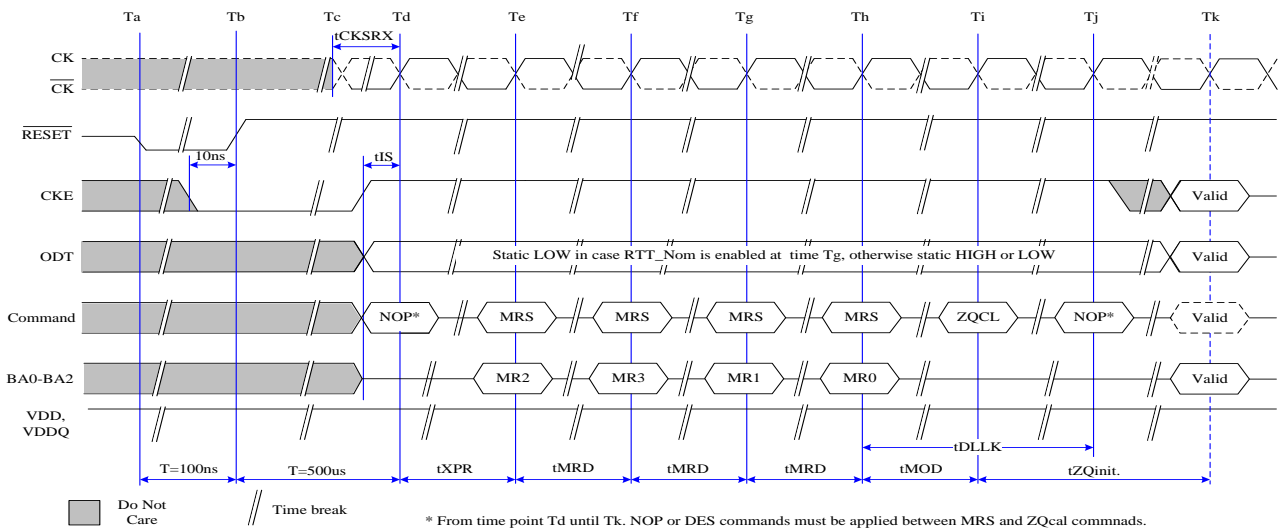 Ta Tb Tc Td Te Tf Tg Th Ti Tj Tk
tCKSRX
CK
CK
RESET
10ns
tIS
CKE
Valid
ODT
Static LOW in case RTT_Nom is enabled at time Tg, otherwise static HIGH or LOW
Valid
Command
NOP* MRS MRS MRS MRS ZQCL NOP* Valid
BA0-BA2
MR2 MR3 MR1 MR0 Valid
VDD,
VDDQ
tDLLK
T=100ns T=500us tXPR tMRD tMRD tMRD tMOD tZQinit.
Do Not
Care
Time break
* From time point Td until Tk. NOP or DES commands must be applied between MRS and ZQcal commnads.